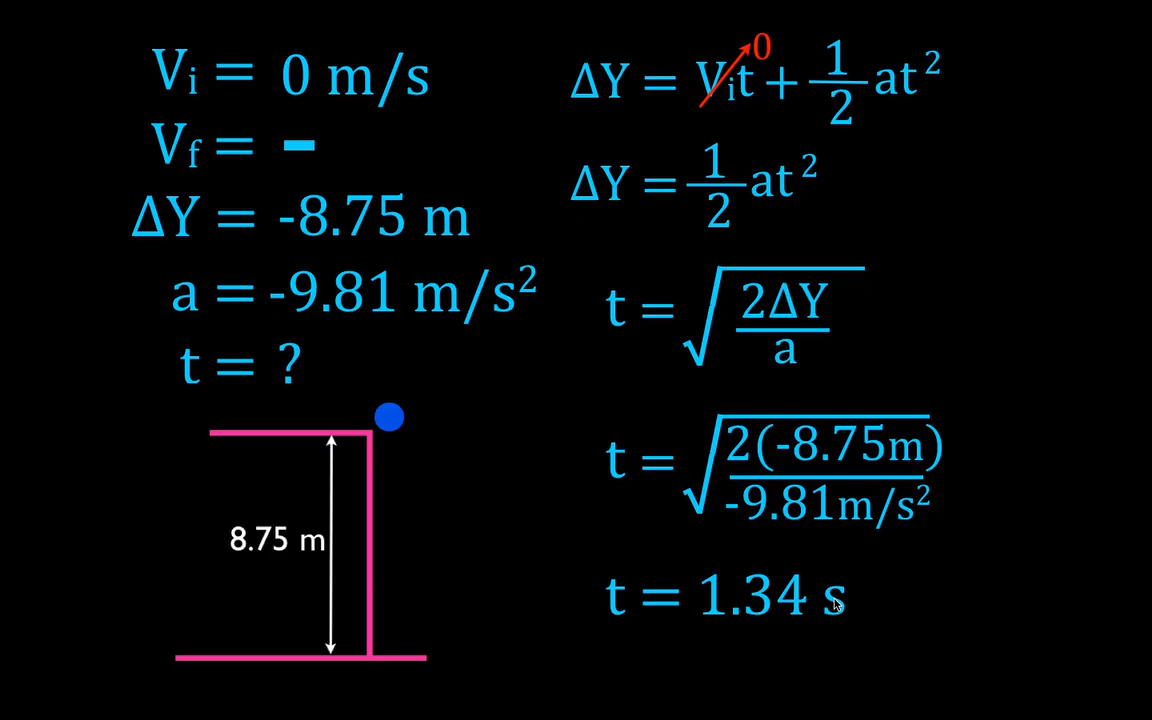 Vi = 0 m/s
Vf = -
ΔY = -8.75 m
a = -9.81 m/s²
t = ?
8.75 m
ΔY = Vit + 1/2 at² 0
ΔY = 1/2 at²
t = √(2ΔY/a)
t = √(2(-8.75m)/-9.81m/s²)
t = 1.34 s